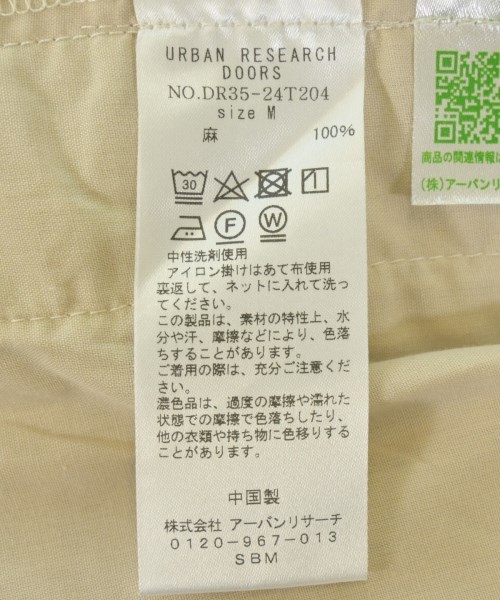 URBAN RESEARCH
DOORS
NO.DR35-24T204
size M
麻 100%
30
F
W
中性洗剤使用
アイロン掛けはあて布使用
裏返して、ネットに入れて洗っ
てください。
この製品は、素材の特性上、水
分や汗、摩擦などにより、色落
ちすることがあります。
ご着用の際は、充分ご注意くだ
さい。
濃色品は、過度の摩擦や濡れた
状態での摩擦で色落ちしたり、
他の衣類や持ち物に色移りする
ことがあります。
中国製
株式会社 アーバンリサーチ
0120-967-013
SBM
商品の関連情報は
(株)アーバンリサ